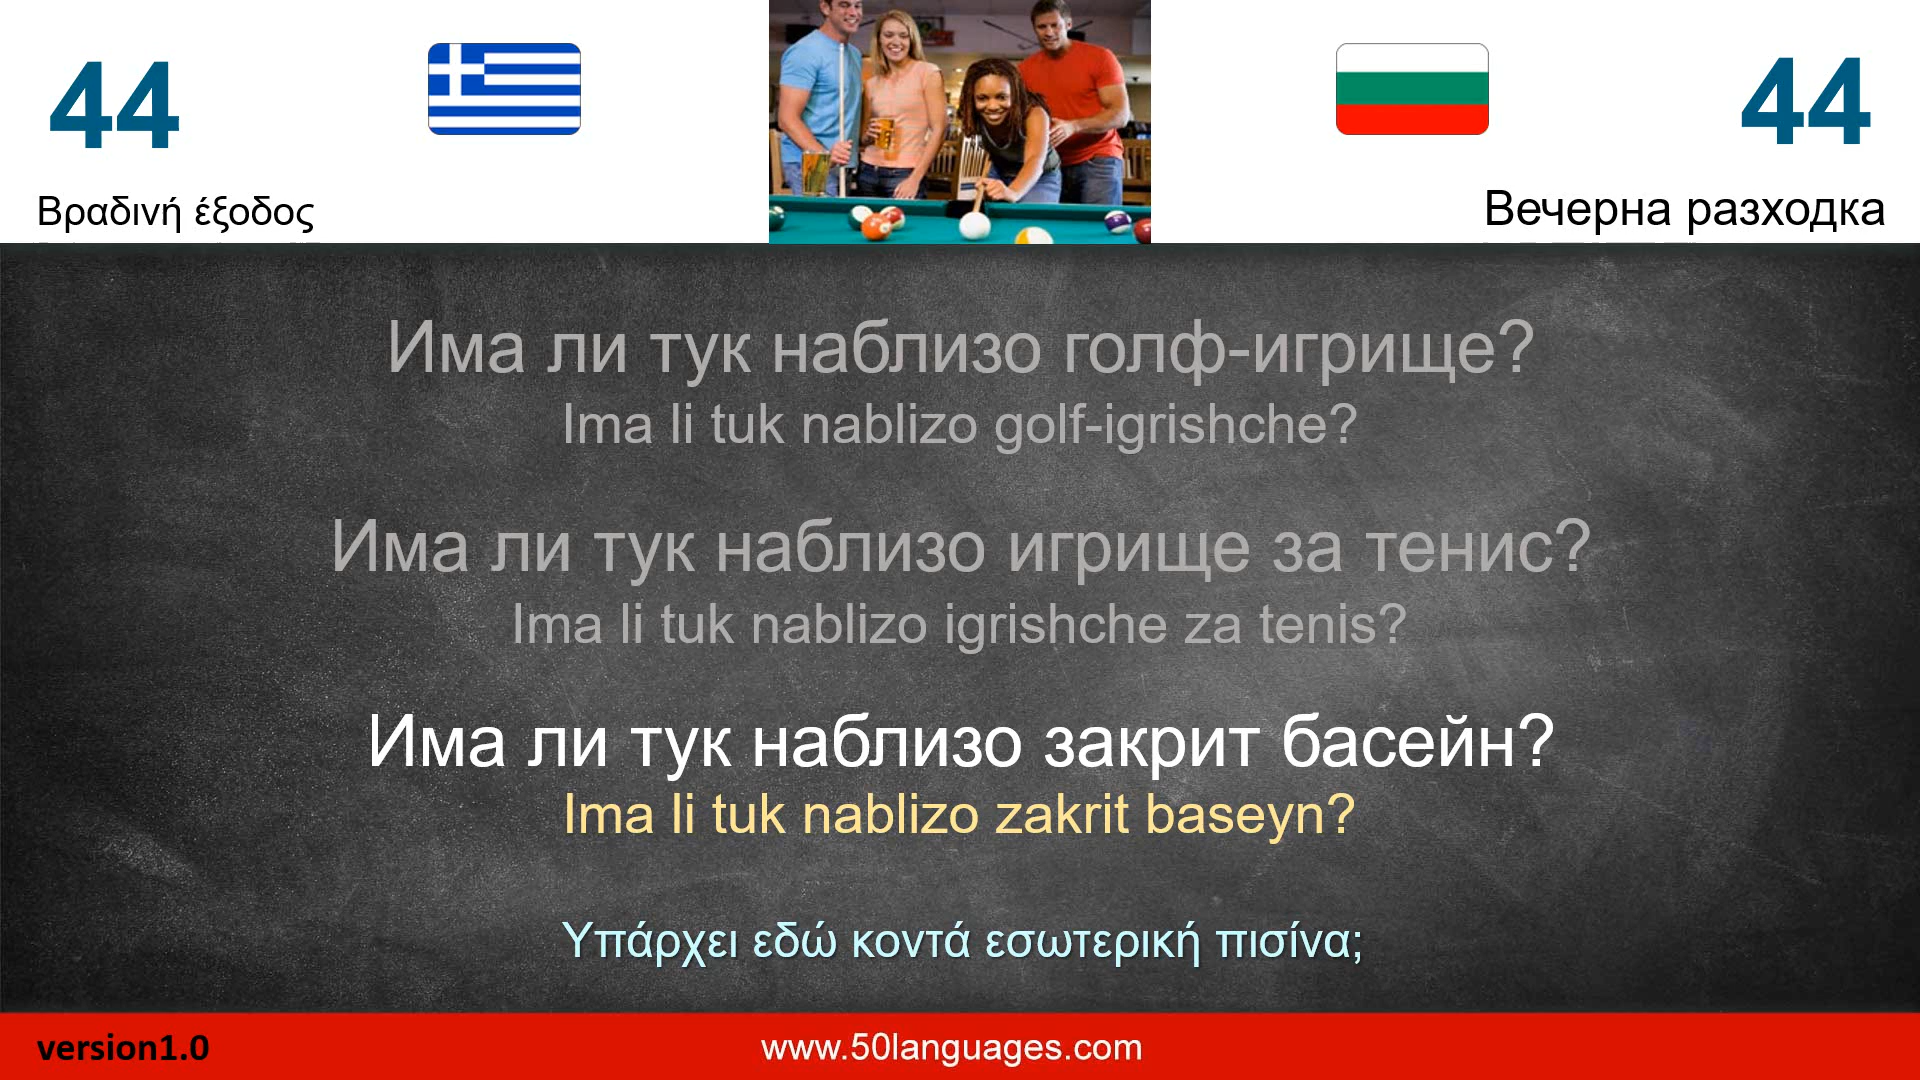 44
44
Βραδινή έξοδος
Вечерна разходка
Има ли тук наблизо голф-игрище?
Ima li tuk nablizo golf-igrishche?
Има ли тук наблизо игрище за тенис?
Ima li tuk nablizo igrishche za tenis?
Има ли тук наблизо закрит басейн?
Ima li tuk nablizo zakrit baseyn?
Υπάρχει εδώ κοντά εσωτερική πισίνα;
version1.0
www.50languages.com